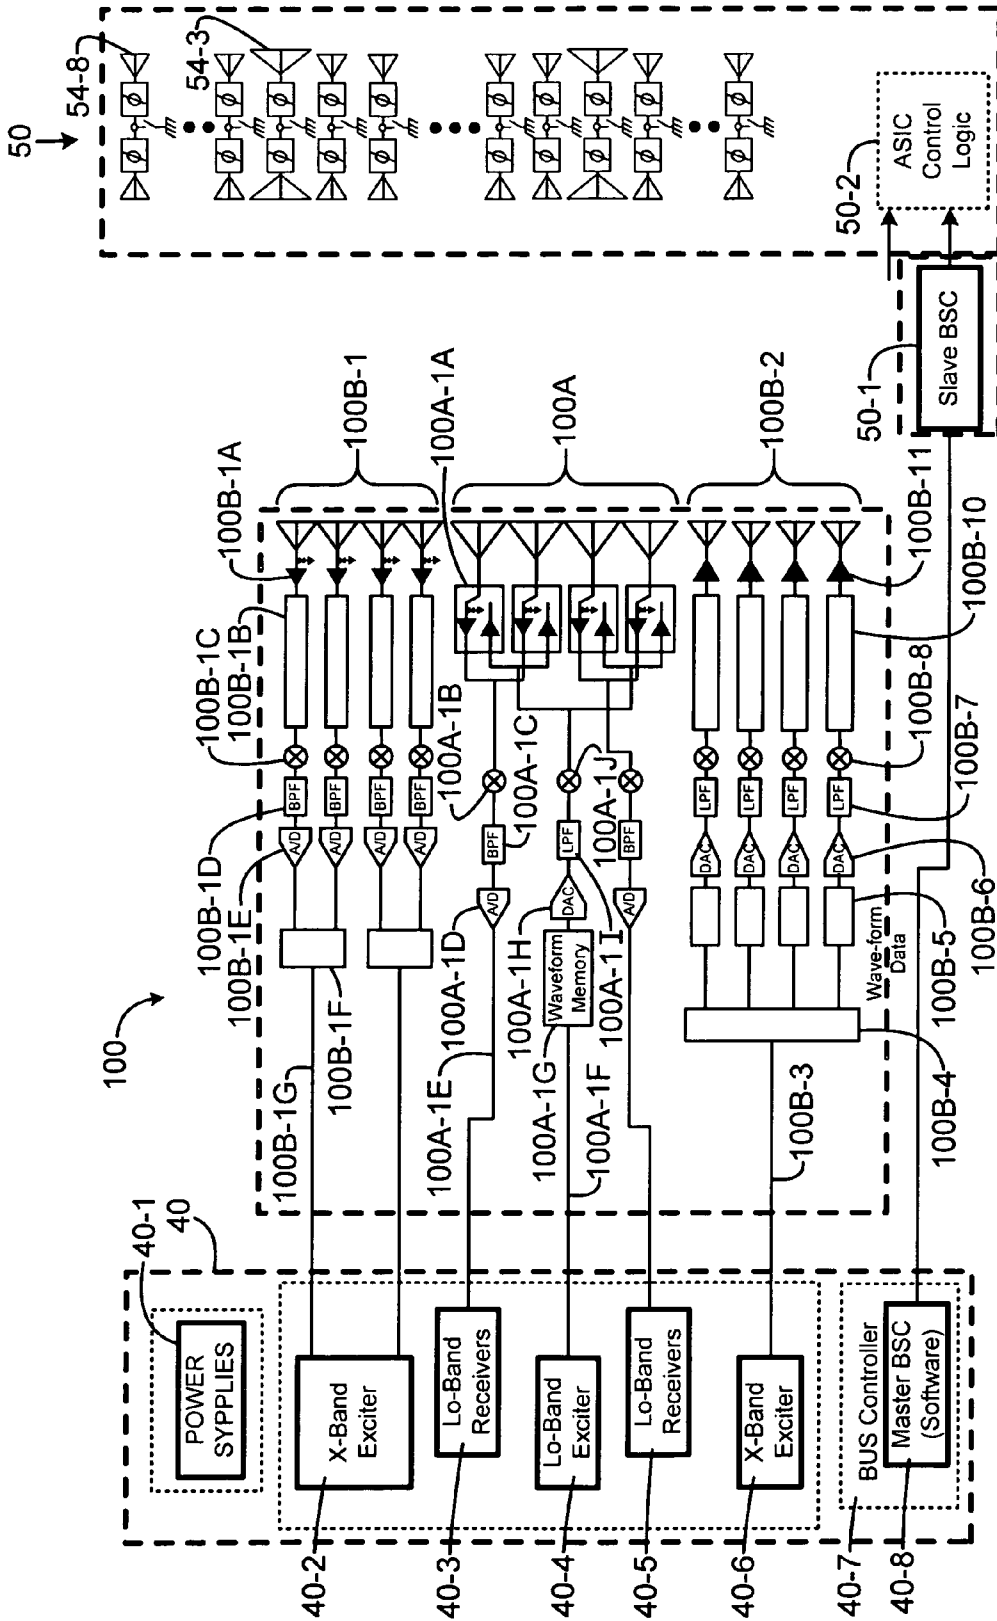 50
54-8
54-3
50-2
ASIC
Control
Logic
50-1
Slave BSC
100
100B-1
100A-1A
100A
100B-2
100B-1A
100B-1B
100B-1C
100B-1D
100B-1E
100B-1F
100B-1G
BPF
BPF
BPF
BPF
A/D
A/D
A/D
A/D
100A-1B
100A-1C
100A-1D
100A-1E
100A-1F
100A-1G
100A-1H
100A-1I
100A-1J
BPF
LPF
BPF
A/D
DAC
A/D
Waveform
Memory
100B-11
100B-10
100B-8
100B-7
100B-6
100B-5
100B-4
100B-3
LPF
LPF
LPF
LPF
DAC
DAC
DAC
DAC
Wave-form
Data
40-1
40
POWER
SYPPLIES
X-Band
Exciter
Lo-Band
Receivers
Lo-Band
Exciter
Lo-Band
Receivers
X-Band
Exciter
BUS Controller
Master BSC
(Software)
40-2
40-3
40-4
40-5
40-6
40-7
40-8
ϕ ϕ
ϕ ϕ
ϕ ϕ
ϕ ϕ
ϕ ϕ
ϕ ϕ
ϕ ϕ
ϕ ϕ
ϕ ϕ
ϕ ϕ